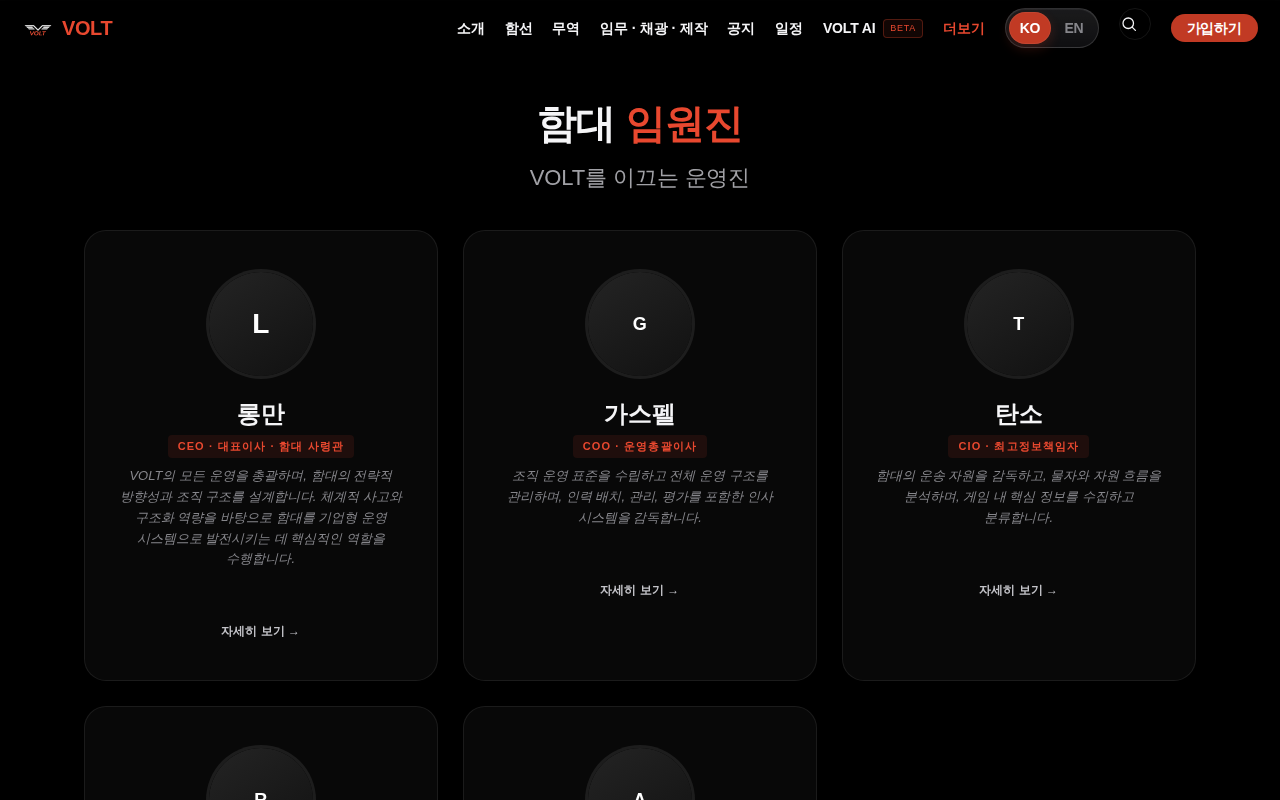 VOLT VOLT 소개 함선 무역 임무 · 채광 · 제작 공지 일정 VOLT AI BETA 더보기 KO EN 가입하기
함대 임원진
VOLT를 이끄는 운영진
L
롱만
CEO · 대표이사 · 함대 사령관
VOLT의 모든 운영을 총괄하며, 함대의 전략적
방향성과 조직 구조를 설계합니다. 체계적 사고와
구조화 역량을 바탕으로 함대를 기업형 운영
시스템으로 발전시키는 데 핵심적인 역할을
수행합니다.
자세히 보기 →
G
가스펠
COO · 운영총괄이사
조직 운영 표준을 수립하고 전체 운영 구조를
관리하며, 인력 배치, 관리, 평가를 포함한 인사
시스템을 감독합니다.
자세히 보기 →
T
탄소
CIO · 최고정보책임자
함대의 운송 자원을 감독하고, 물자와 자원 흐름을
분석하며, 게임 내 핵심 정보를 수집하고
분류합니다.
자세히 보기 →
A